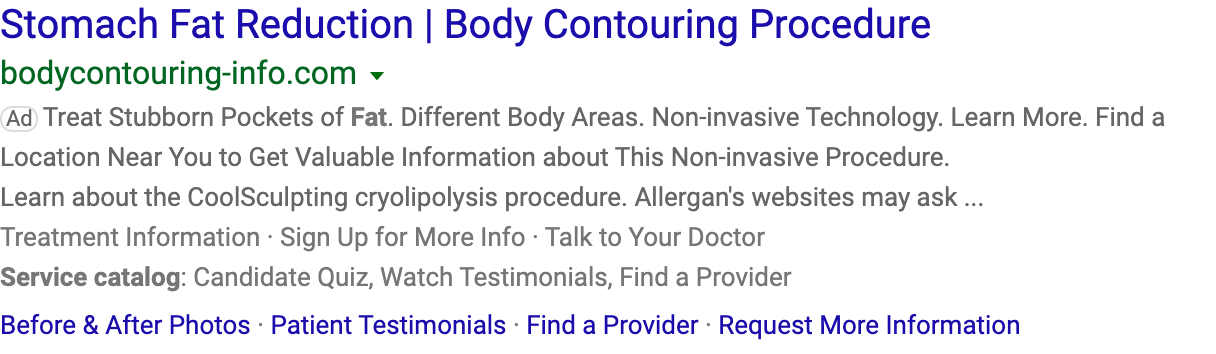 Stomach Fat Reduction | Body Contouring Procedure
bodycontouring-info.com
Ad Treat Stubborn Pockets of Fat. Different Body Areas. Non-invasive Technology. Learn More. Find a
Location Near You to Get Valuable Information about This Non-invasive Procedure.
Learn about the CoolSculpting cryolipolysis procedure. Allergan's websites may ask ...
Treatment Information · Sign Up for More Info · Talk to Your Doctor
Service catalog: Candidate Quiz, Watch Testimonials, Find a Provider
Before & After Photos · Patient Testimonials · Find a Provider · Request More Information